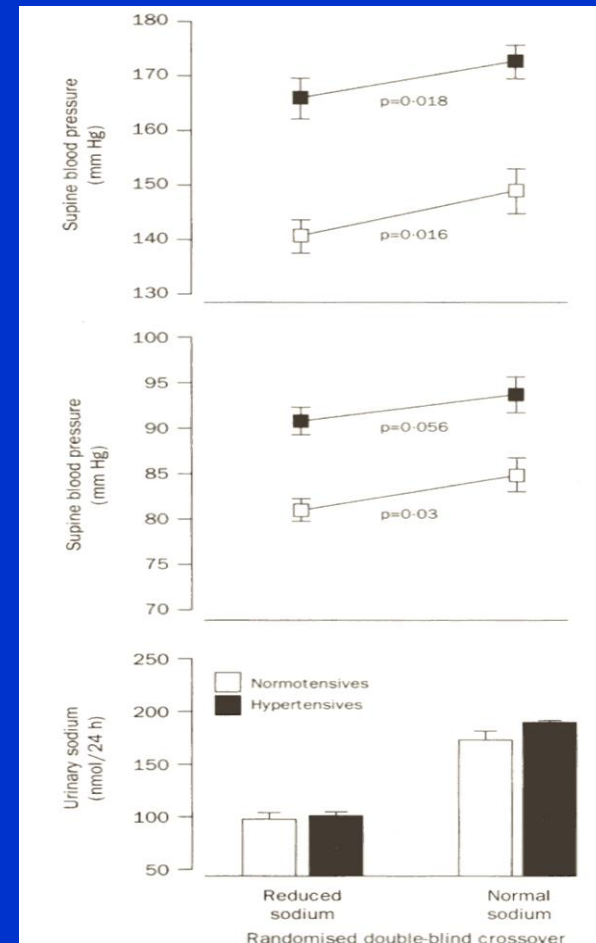 180
170
160
150
140
130
Supine blood pressure
(mm Hg)
p=0·018
p=0·016
100
95
90
85
80
75
70
Supine blood pressure
(mm Hg)
p=0·056
p=0·03
250
200
150
100
50
Urinary sodium
(nmol/24 h)
Normotensives
Hypertensives
Reduced
sodium
Normal
sodium
Randomised double-blind crossover